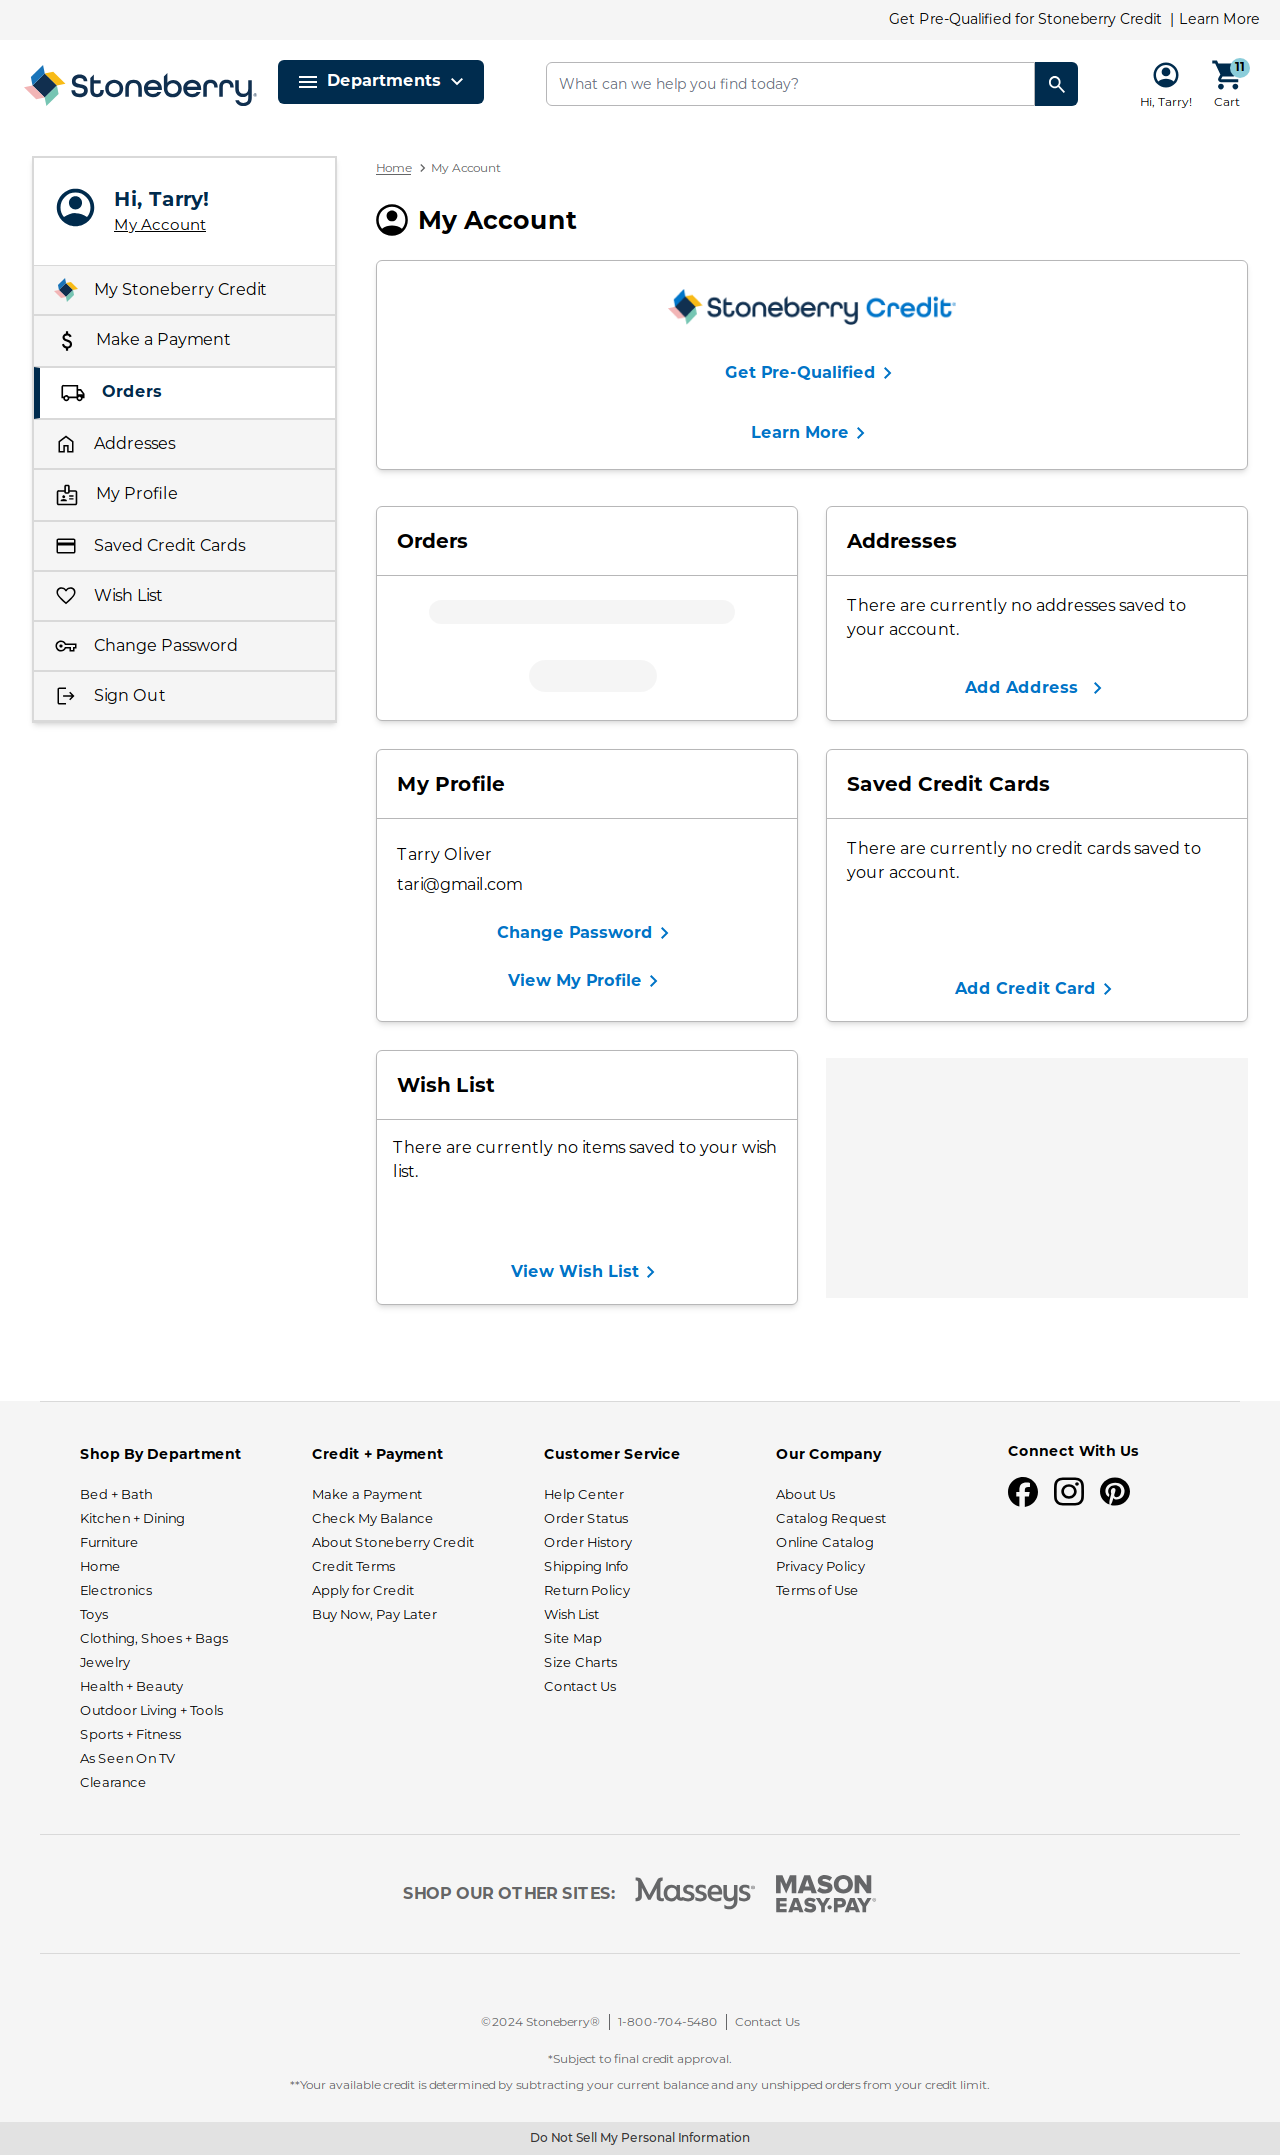 Get Pre-Qualified for Stoneberry Credit | Learn More
Stoneberry®
Departments
What can we help you find today?
Hi, Tarry!
11
Cart
Hi, Tarry!
My Account
My Stoneberry Credit
Make a Payment
Orders
Addresses
My Profile
Saved Credit Cards
Wish List
Change Password
Sign Out
Home > My Account
My Account
Stoneberry Credit®
Get Pre-Qualified
Learn More
Orders
Addresses
There are currently no addresses saved to
your account.
Add Address
My Profile
Tarry Oliver
tari@gmail.com
Change Password
View My Profile
Saved Credit Cards
There are currently no credit cards saved to
your account.
Add Credit Card
Wish List
There are currently no items saved to your wish
list.
View Wish List
Shop By Department
Bed + Bath
Kitchen + Dining
Furniture
Home
Electronics
Toys
Clothing, Shoes + Bags
Jewelry
Health + Beauty
Outdoor Living + Tools
Sports + Fitness
As Seen On TV
Clearance
Credit + Payment
Make a Payment
Check My Balance
About Stoneberry Credit
Credit Terms
Apply for Credit
Buy Now, Pay Later
Customer Service
Help Center
Order Status
Order History
Shipping Info
Return Policy
Wish List
Site Map
Size Charts
Contact Us
Our Company
About Us
Catalog Request
Online Catalog
Privacy Policy
Terms of Use
Connect With Us
SHOP OUR OTHER SITES:
Masseys®
MASON
EASY•PAY®
©2024 Stoneberry® | 1-800-704-5480 | Contact Us
*Subject to final credit approval.
**Your available credit is determined by subtracting your current balance and any unshipped orders from your credit limit.
Do Not Sell My Personal Information